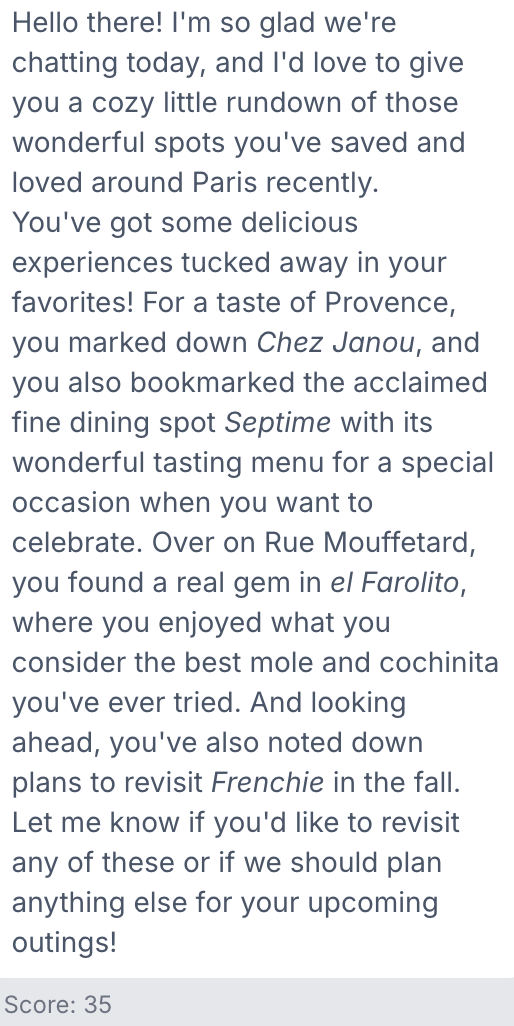 Hello there! I'm so glad we're
chatting today, and I'd love to give
you a cozy little rundown of those
wonderful spots you've saved and
loved around Paris recently.
You've got some delicious
experiences tucked away in your
favorites! For a taste of Provence,
you marked down Chez Janou, and
you also bookmarked the acclaimed
fine dining spot Septime with its
wonderful tasting menu for a special
occasion when you want to
celebrate. Over on Rue Mouffetard,
you found a real gem in el Farolito,
where you enjoyed what you
consider the best mole and cochinita
you've ever tried. And looking
ahead, you've also noted down
plans to revisit Frenchie in the fall.
Let me know if you'd like to revisit
any of these or if we should plan
anything else for your upcoming
outings!
Score: 35